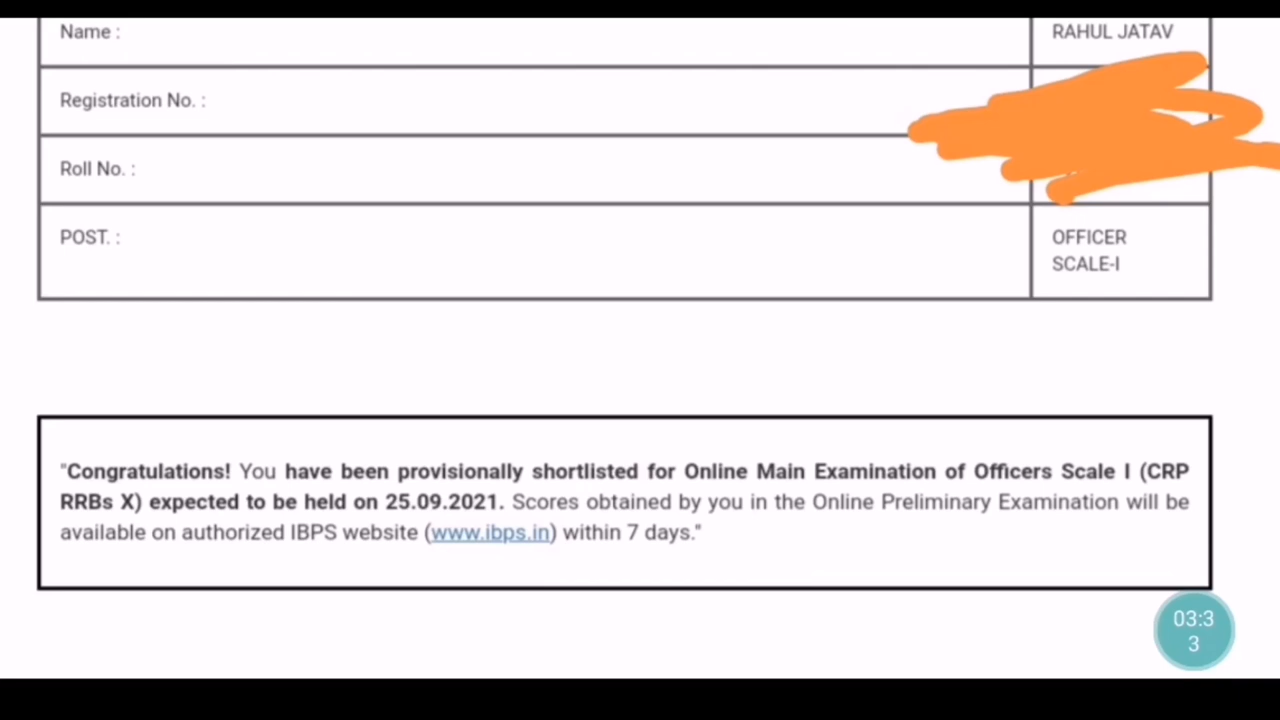 Name :
RAHUL JATAV
Registration No. :
Roll No. :
POST. :
OFFICER
SCALE-I
"Congratulations! You have been provisionally shortlisted for Online Main Examination of Officers Scale I (CRP
RRBs X) expected to be held on 25.09.2021. Scores obtained by you in the Online Preliminary Examination will be
available on authorized IBPS website (www.ibps.in) within 7 days."
03:3
3